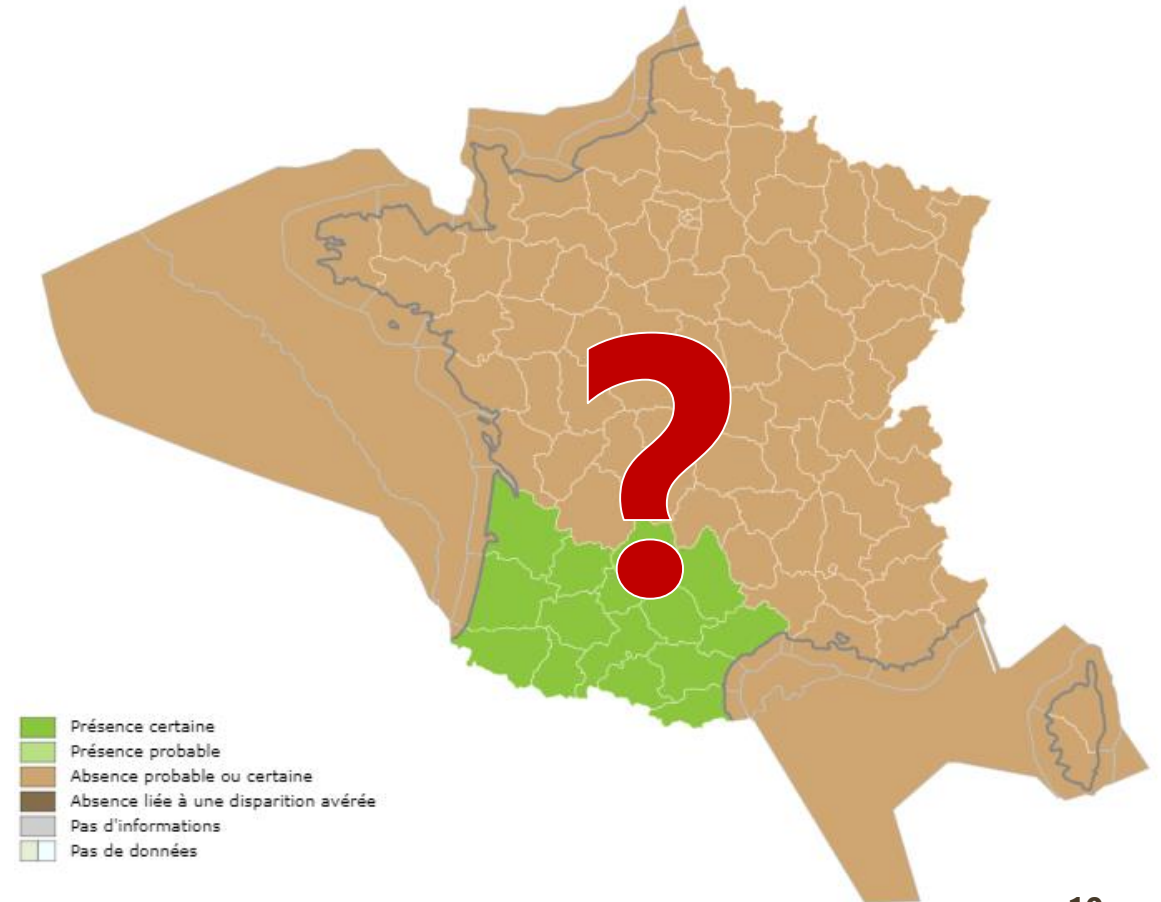 ?
Présence certaine
Présence probable
Absence probable ou certaine
Absence liée à une disparition avérée
Pas d'informations
Pas de données